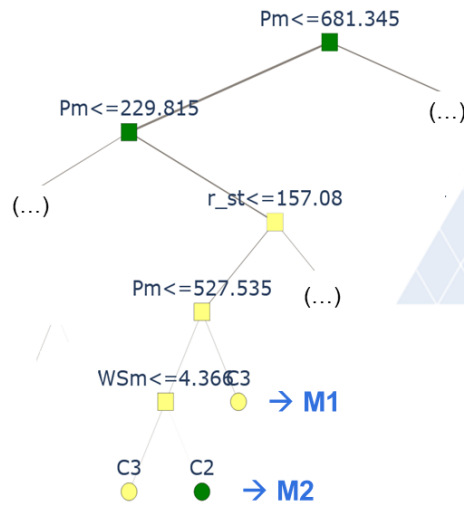 Pm<=681.345
(...)
Pm<=229.815
(...)
r_st<=157.08
(...)
Pm<=527.535
WSm<=4.366
C3
→ M1
C3
C2
→ M2